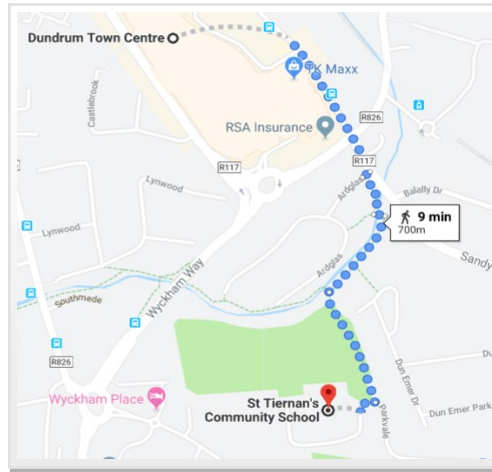 Dundrum Town Centre
TK Maxx
Castlebrook
RSA Insurance
R826
R117
R117
Ardglas
Lynwood
Balally Dr
9 min
700m
Lynwood
Sandy
Ardglas
Wyckham Way
Southmede
R826
Dun Emer Dr
Wyckham Place
St Tiernan's
Community School
Parkvale
Dun Emer Park